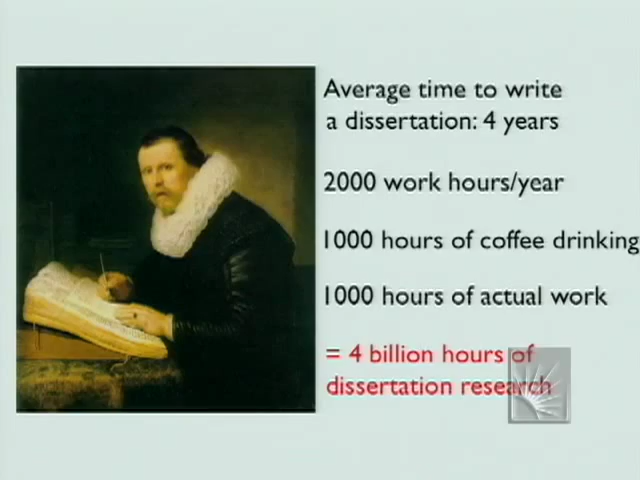 Average time to write
a dissertation: 4 years
2000 work hours/year
1000 hours of coffee drinking
1000 hours of actual work
= 4 billion hours of
dissertation research